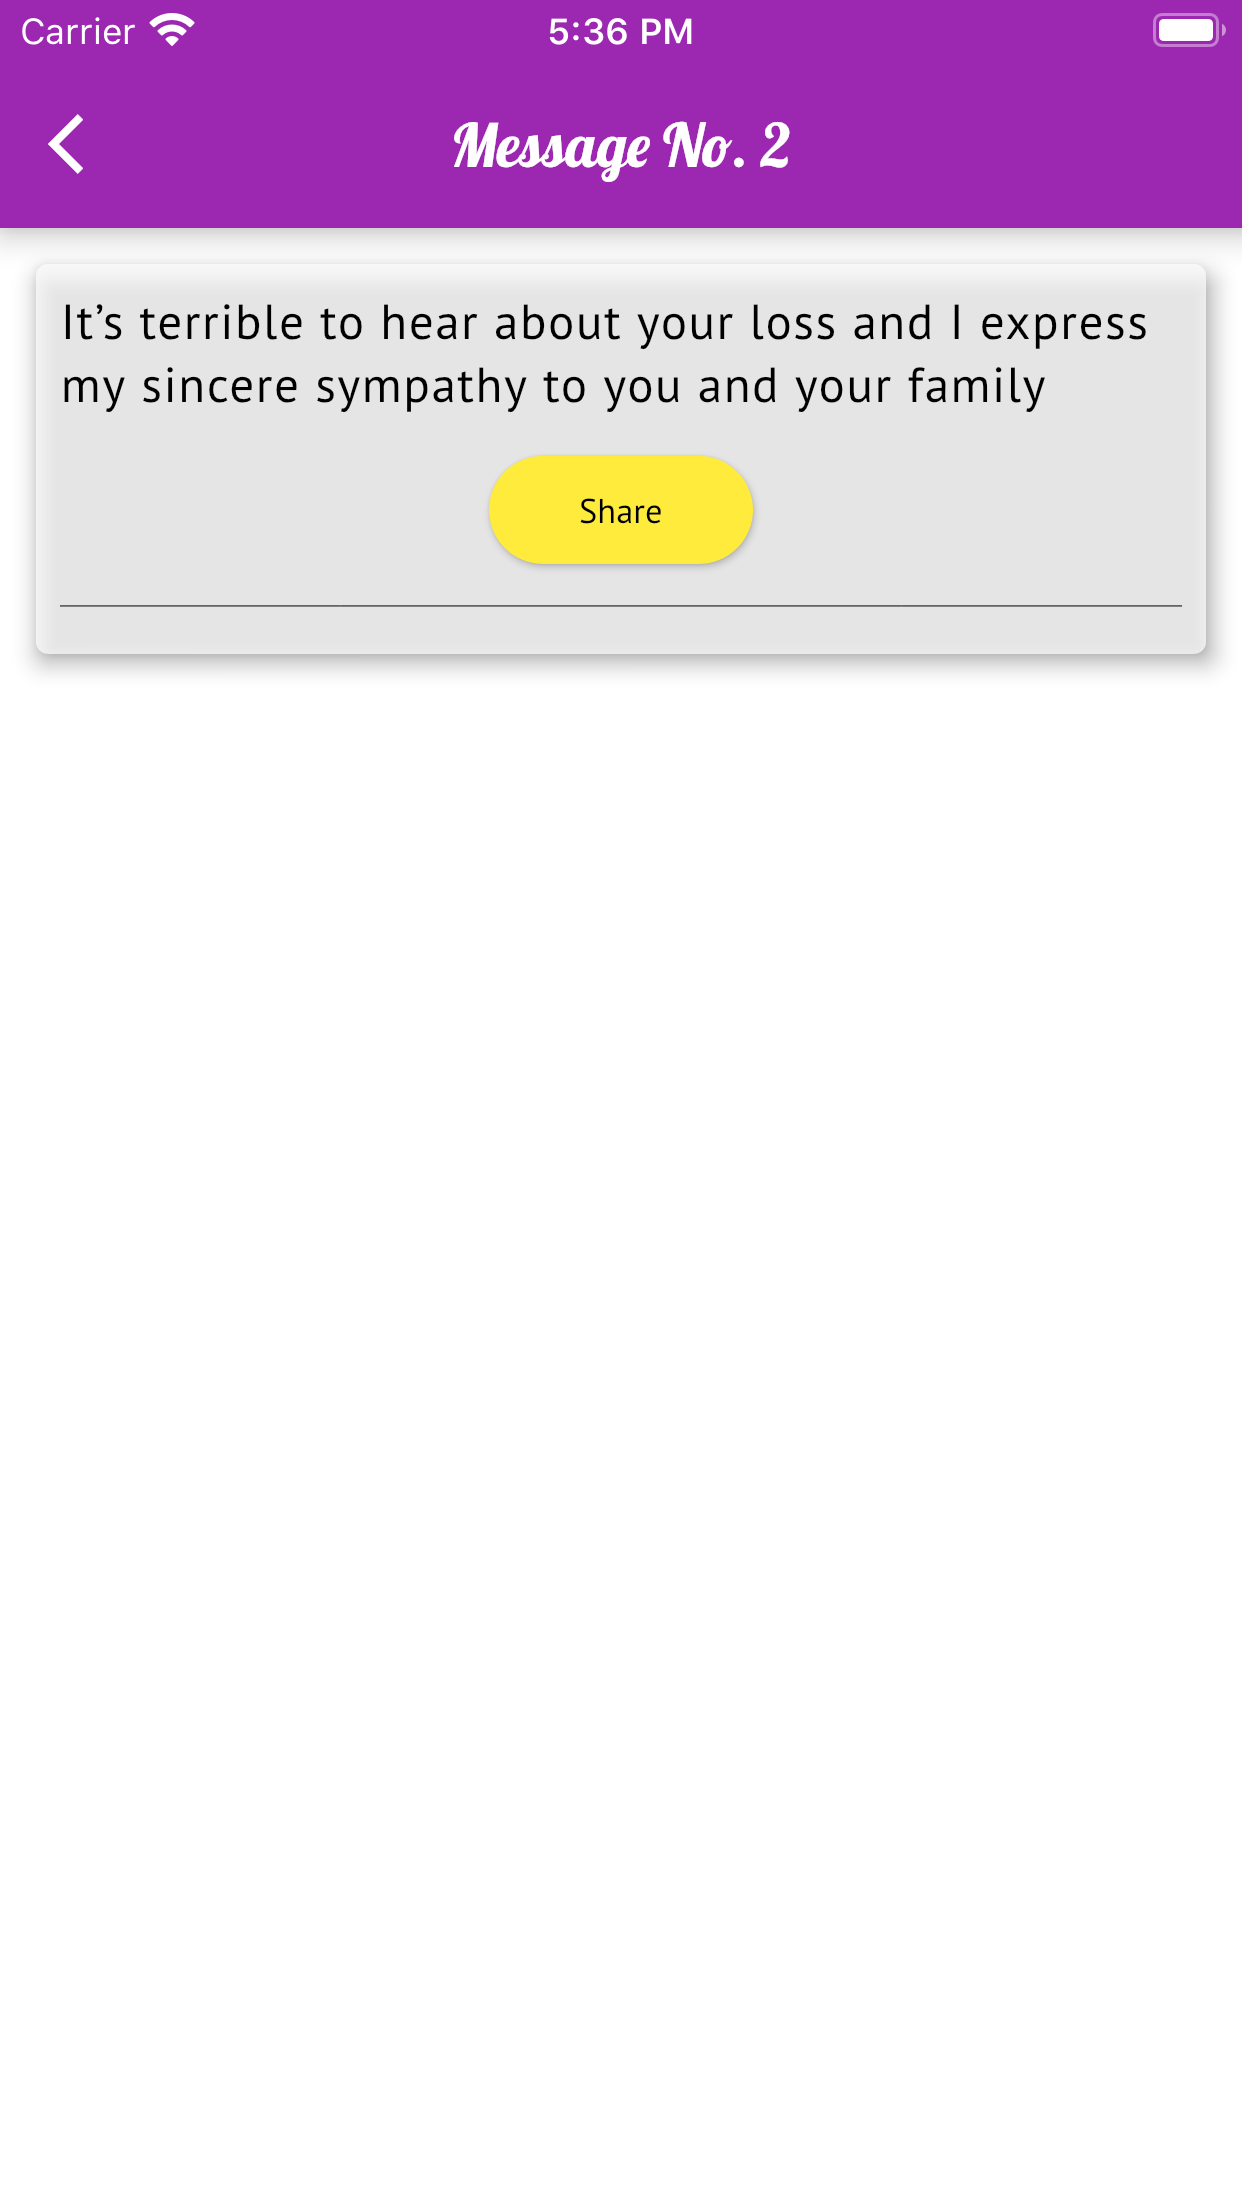 Carrier
5:36 PM
Message No. 2
It’s terrible to hear about your loss and I express
my sincere sympathy to you and your family
Share